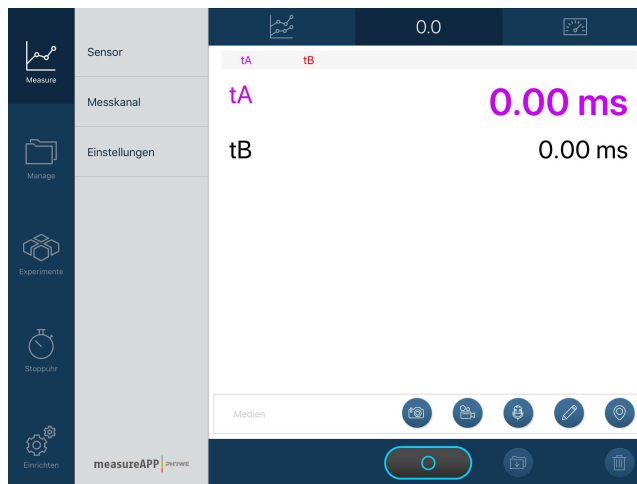 Measure
Manage
Experimente
Stoppuhr
Einrichten
Sensor
Messkanal
Einstellungen
measureAPP PHYWE
0.0
tA tB
tA 0.00 ms
tB 0.00 ms
Medien